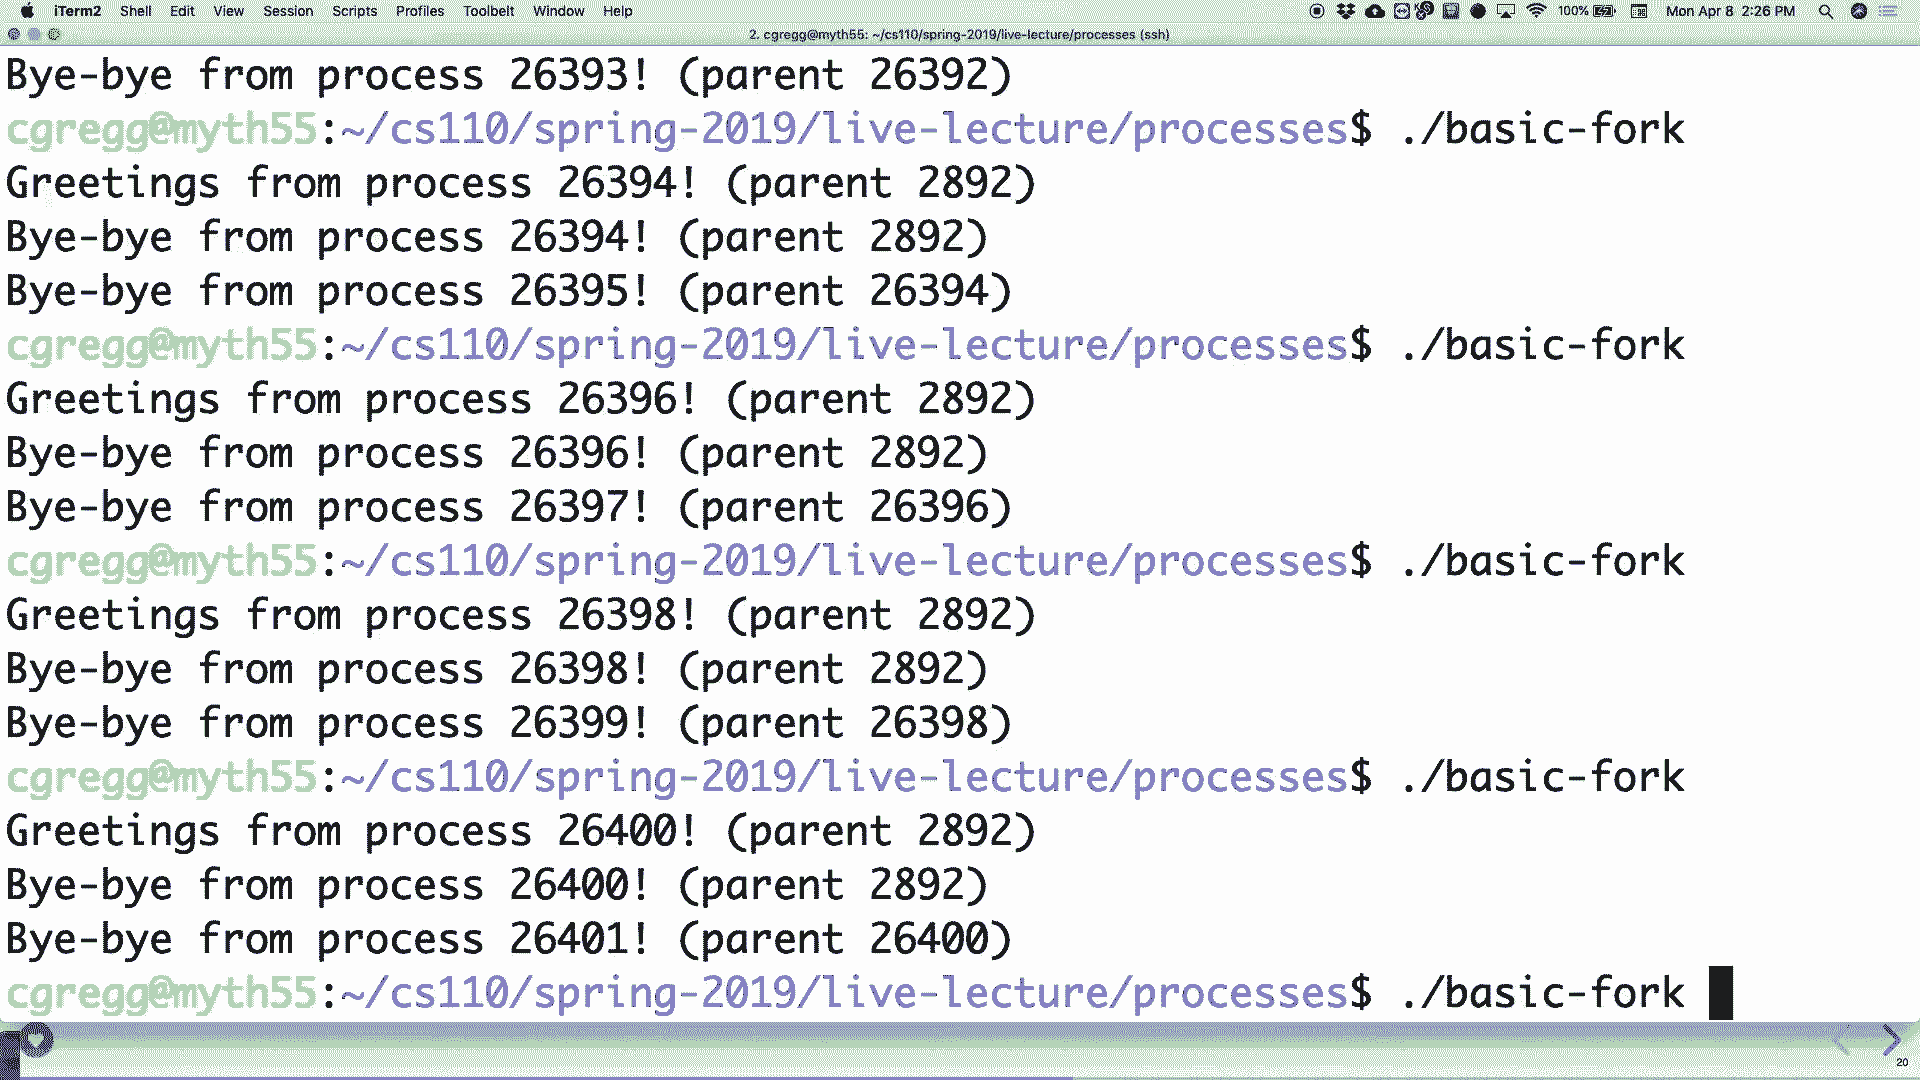 iTerm2 Shell Edit View Session Scripts Profiles Toolbelt Window Help 100% Mon Apr 8 2:26 PM
2. cgregg@myth55: ~/cs110/spring-2019/live-lecture/processes (ssh)
Bye-bye from process 26393! (parent 26392)
cgregg@myth55:~/cs110/spring-2019/live-lecture/processes$ ./basic-fork
Greetings from process 26394! (parent 2892)
Bye-bye from process 26394! (parent 2892)
Bye-bye from process 26395! (parent 26394)
cgregg@myth55:~/cs110/spring-2019/live-lecture/processes$ ./basic-fork
Greetings from process 26396! (parent 2892)
Bye-bye from process 26396! (parent 2892)
Bye-bye from process 26397! (parent 26396)
cgregg@myth55:~/cs110/spring-2019/live-lecture/processes$ ./basic-fork
Greetings from process 26398! (parent 2892)
Bye-bye from process 26398! (parent 2892)
Bye-bye from process 26399! (parent 26398)
cgregg@myth55:~/cs110/spring-2019/live-lecture/processes$ ./basic-fork
Greetings from process 26400! (parent 2892)
Bye-bye from process 26400! (parent 2892)
Bye-bye from process 26401! (parent 26400)
cgregg@myth55:~/cs110/spring-2019/live-lecture/processes$ ./basic-fork
20